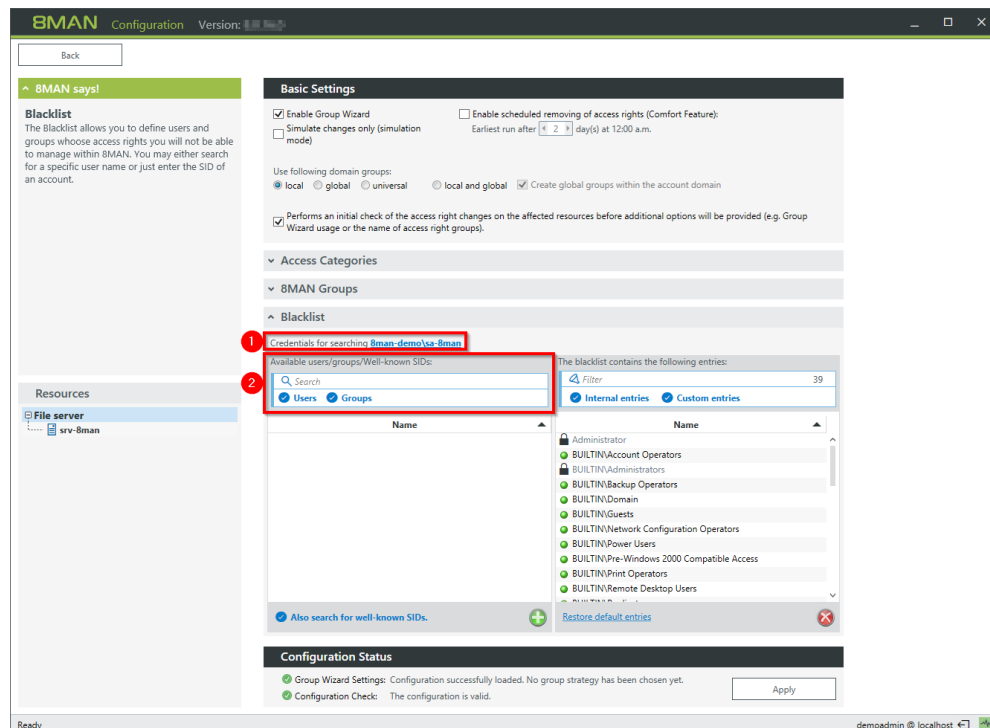 8MAN Configuration Version:
Back
8MAN says!
Blacklist
The Blacklist allows you to define users and
groups whoose access rights you will not be able
to manage within 8MAN. You may either search
for a specific user name or just enter the SID of
an account.
Resources
File server
srv-8man
Basic Settings
Enable Group Wizard
Simulate changes only (simulation
mode)
Enable scheduled removing of access rights (Comfort Feature):
Earliest run after 2 day(s) at 12:00 a.m.
Use following domain groups:
local global universal local and global Create global groups within the account domain
Performs an initial check of the access right changes on the affected resources before additional options will be provided (e.g. Group
Wizard usage or the name of access right groups).
Access Categories
8MAN Groups
Blacklist
1
Credentials for searching 8man-demo\sa-8man
2
Available users/groups/Well-known SIDs:
Search
Users Groups
Name
Also search for well-known SIDs.
The blacklist contains the following entries:
Filter 39
Internal entries Custom entries
Name
Administrator
BUILTIN\Account Operators
BUILTIN\Administrators
BUILTIN\Backup Operators
BUILTIN\Domain
BUILTIN\Guests
BUILTIN\Network Configuration Operators
BUILTIN\Power Users
BUILTIN\Pre-Windows 2000 Compatible Access
BUILTIN\Print Operators
BUILTIN\Remote Desktop Users
Restore default entries
Configuration Status
Group Wizard Settings: Configuration successfully loaded. No group strategy has been chosen yet.
Configuration Check: The configuration is valid.
Apply
Ready
demoadmin @ localhost